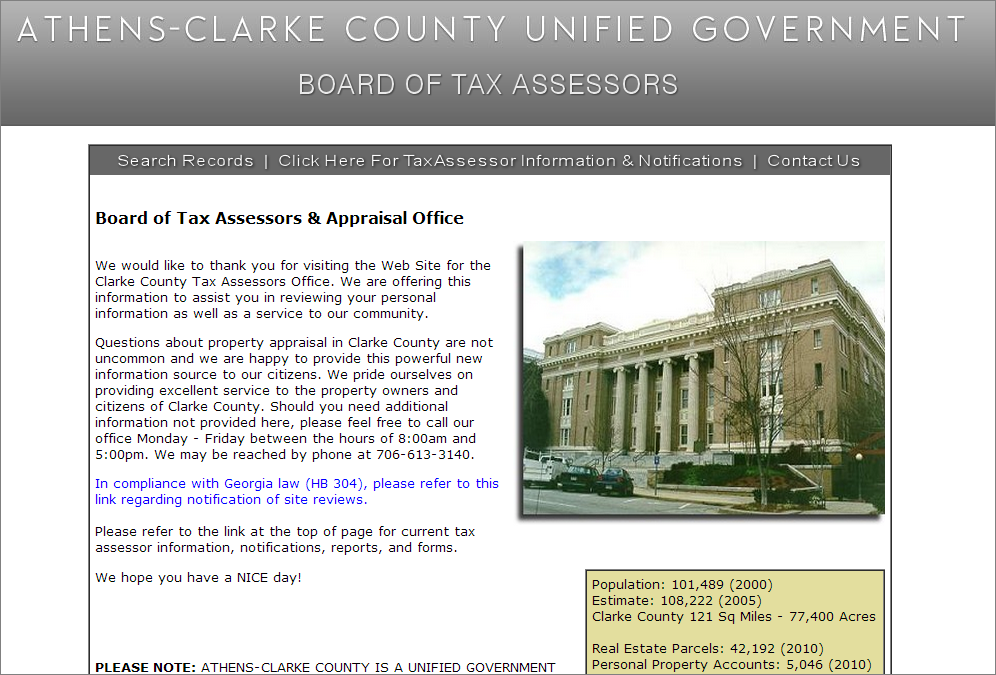 ATHENS-CLARKE COUNTY UNIFIED GOVERNMENT
BOARD OF TAX ASSESSORS
Search Records | Click Here For TaxAssessor Information & Notifications | Contact Us
Board of Tax Assessors & Appraisal Office
We would like to thank you for visiting the Web Site for the
Clarke County Tax Assessors Office. We are offering this
information to assist you in reviewing your personal
information as well as a service to our community.
Questions about property appraisal in Clarke County are not
uncommon and we are happy to provide this powerful new
information source to our citizens. We pride ourselves on
providing excellent service to the property owners and
citizens of Clarke County. Should you need additional
information not provided here, please feel free to call our
office Monday - Friday between the hours of 8:00am and
5:00pm. We may be reached by phone at 706-613-3140.
In compliance with Georgia law (HB 304), please refer to this
link regarding notification of site reviews.
Please refer to the link at the top of page for current tax
assessor information, notifications, reports, and forms.
We hope you have a NICE day!
Population: 101,489 (2000)
Estimate: 108,222 (2005)
Clarke County 121 Sq Miles - 77,400 Acres
Real Estate Parcels: 42,192 (2010)
Personal Property Accounts: 5,046 (2010)
PLEASE NOTE: ATHENS-CLARKE COUNTY IS A UNIFIED GOVERNMENT